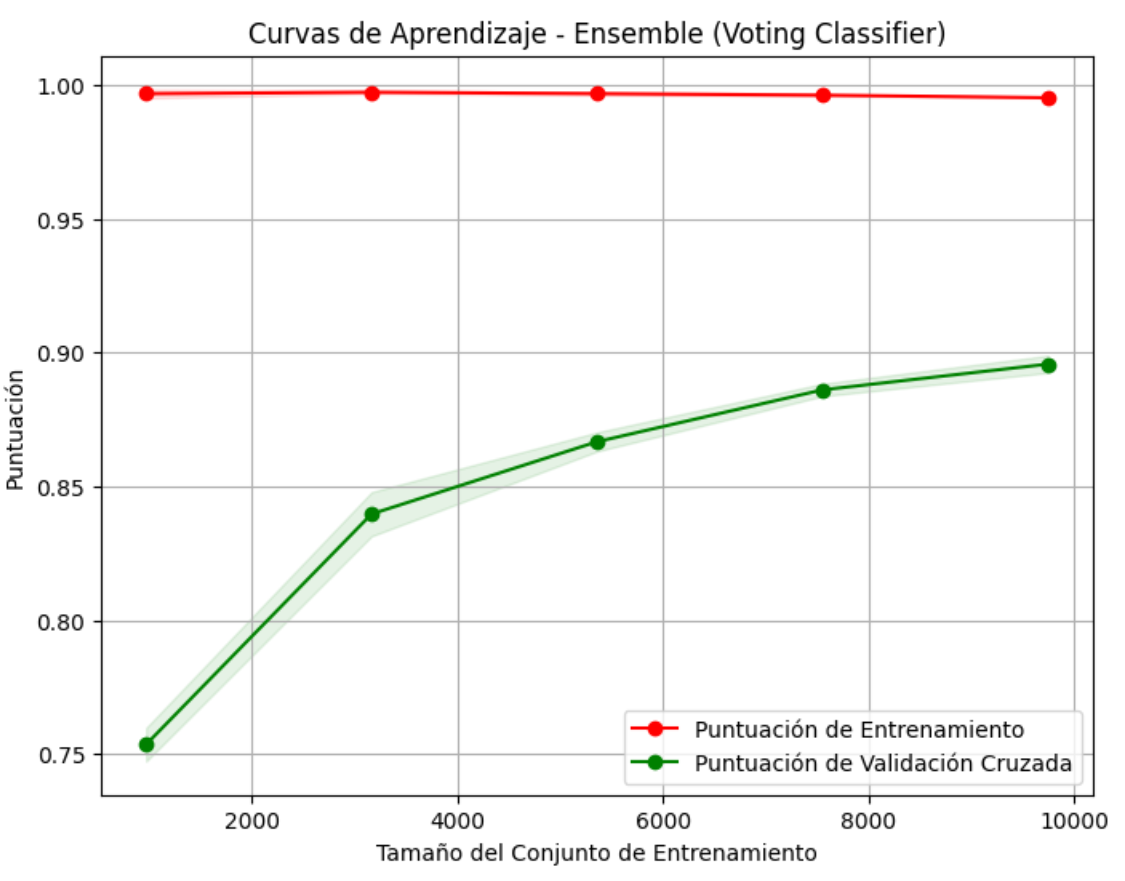 Curvas de Aprendizaje - Ensemble (Voting Classifier)
1.00
0.95
0.90
0.85
0.80
0.75
Puntuación
Puntuación de Entrenamiento
Puntuación de Validación Cruzada
2000 4000 6000 8000 10000
Tamaño del Conjunto de Entrenamiento